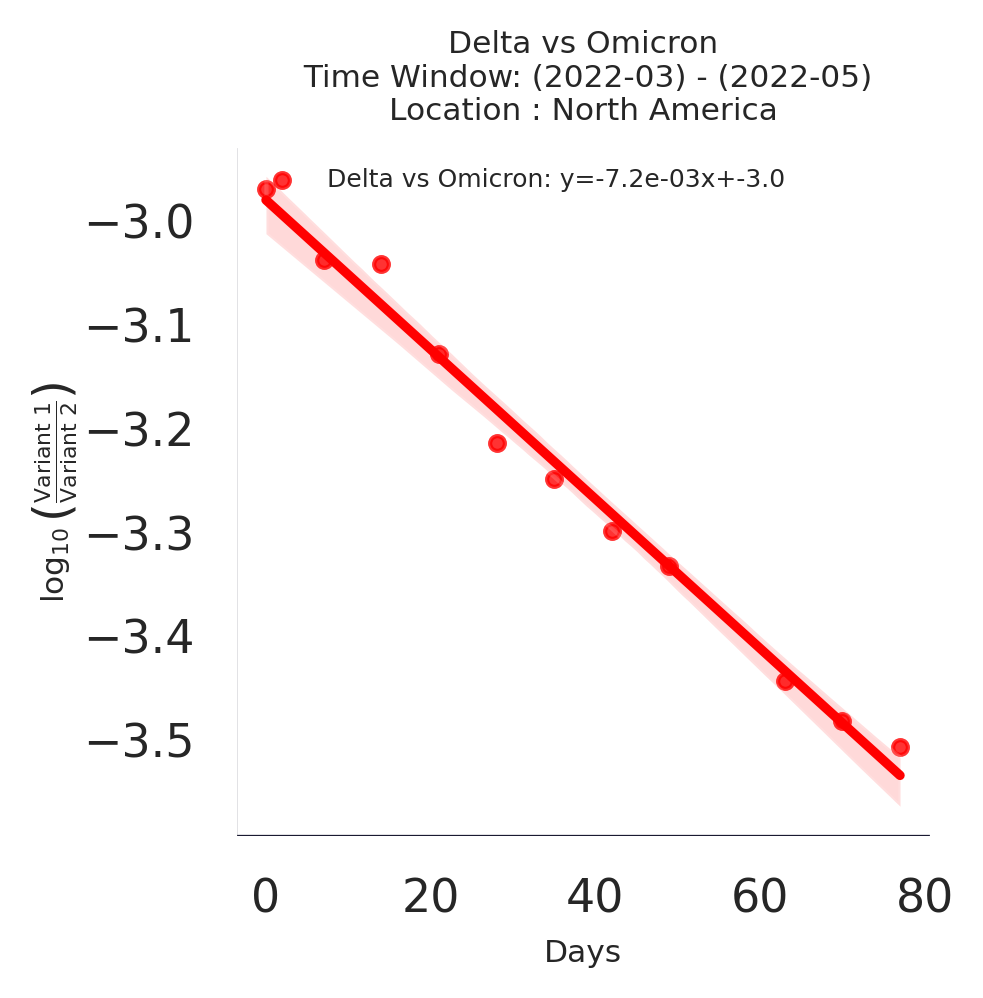 Delta vs Omicron
Time Window: (2022-03) - (2022-05)
Location : North America
Delta vs Omicron: y=-7.2e-03x+-3.0
−3.0
−3.1
−3.2
−3.3
−3.4
−3.5
log10 (Variant 1 / Variant 2)
0 20 40 60 80
Days